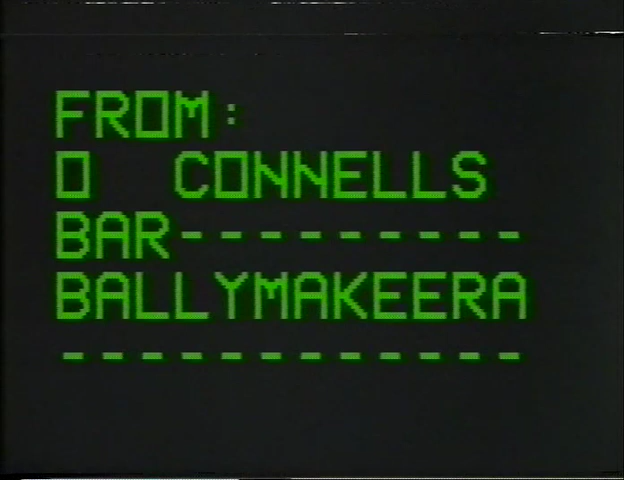 FROM:
O CONNELLS
BAR---------
BALLYMAKEERA
------------